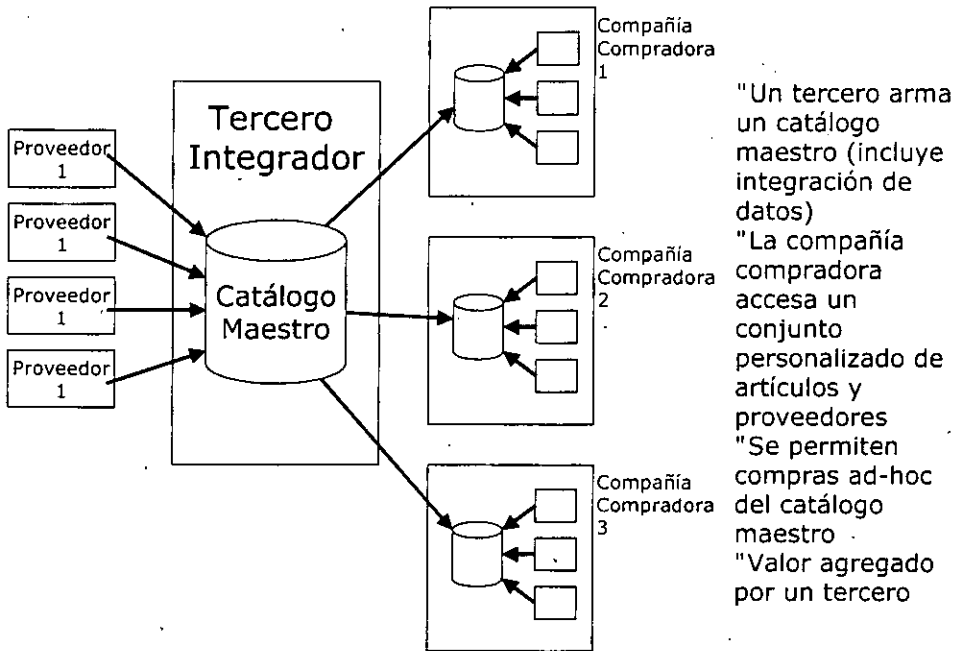 Proveedor
1
Proveedor
1
Proveedor
1
Proveedor
1
Tercero
Integrador
Catálogo
Maestro
Compañía
Compradora
1
Compañía
Compradora
2
Compañía
Compradora
3
"Un tercero arma
un catálogo
maestro (incluye
integración de
datos)
"La compañía
compradora
accesa un
conjunto
personalizado de
artículos y
proveedores
"Se permiten
compras ad-hoc
del catálogo
maestro
"Valor agregado
por un tercero